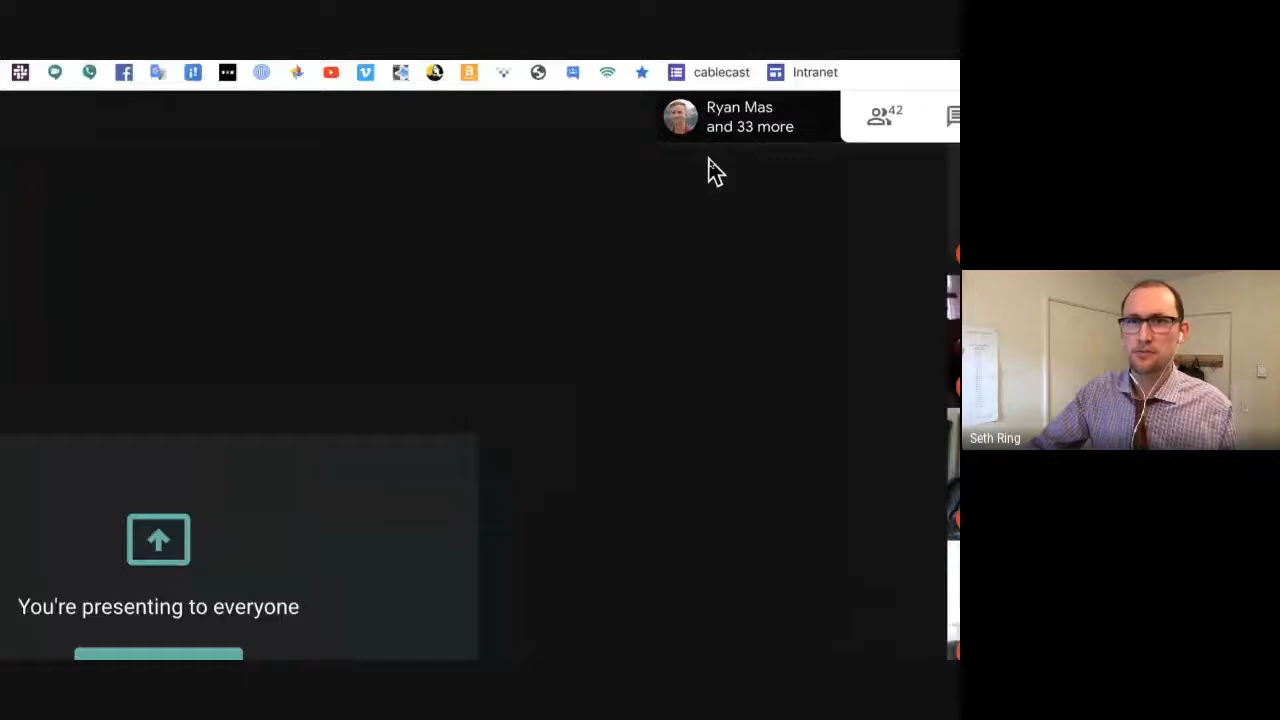 cablecast
Intranet
Ryan Mas
and 33 more
42
You're presenting to everyone
Seth Ring